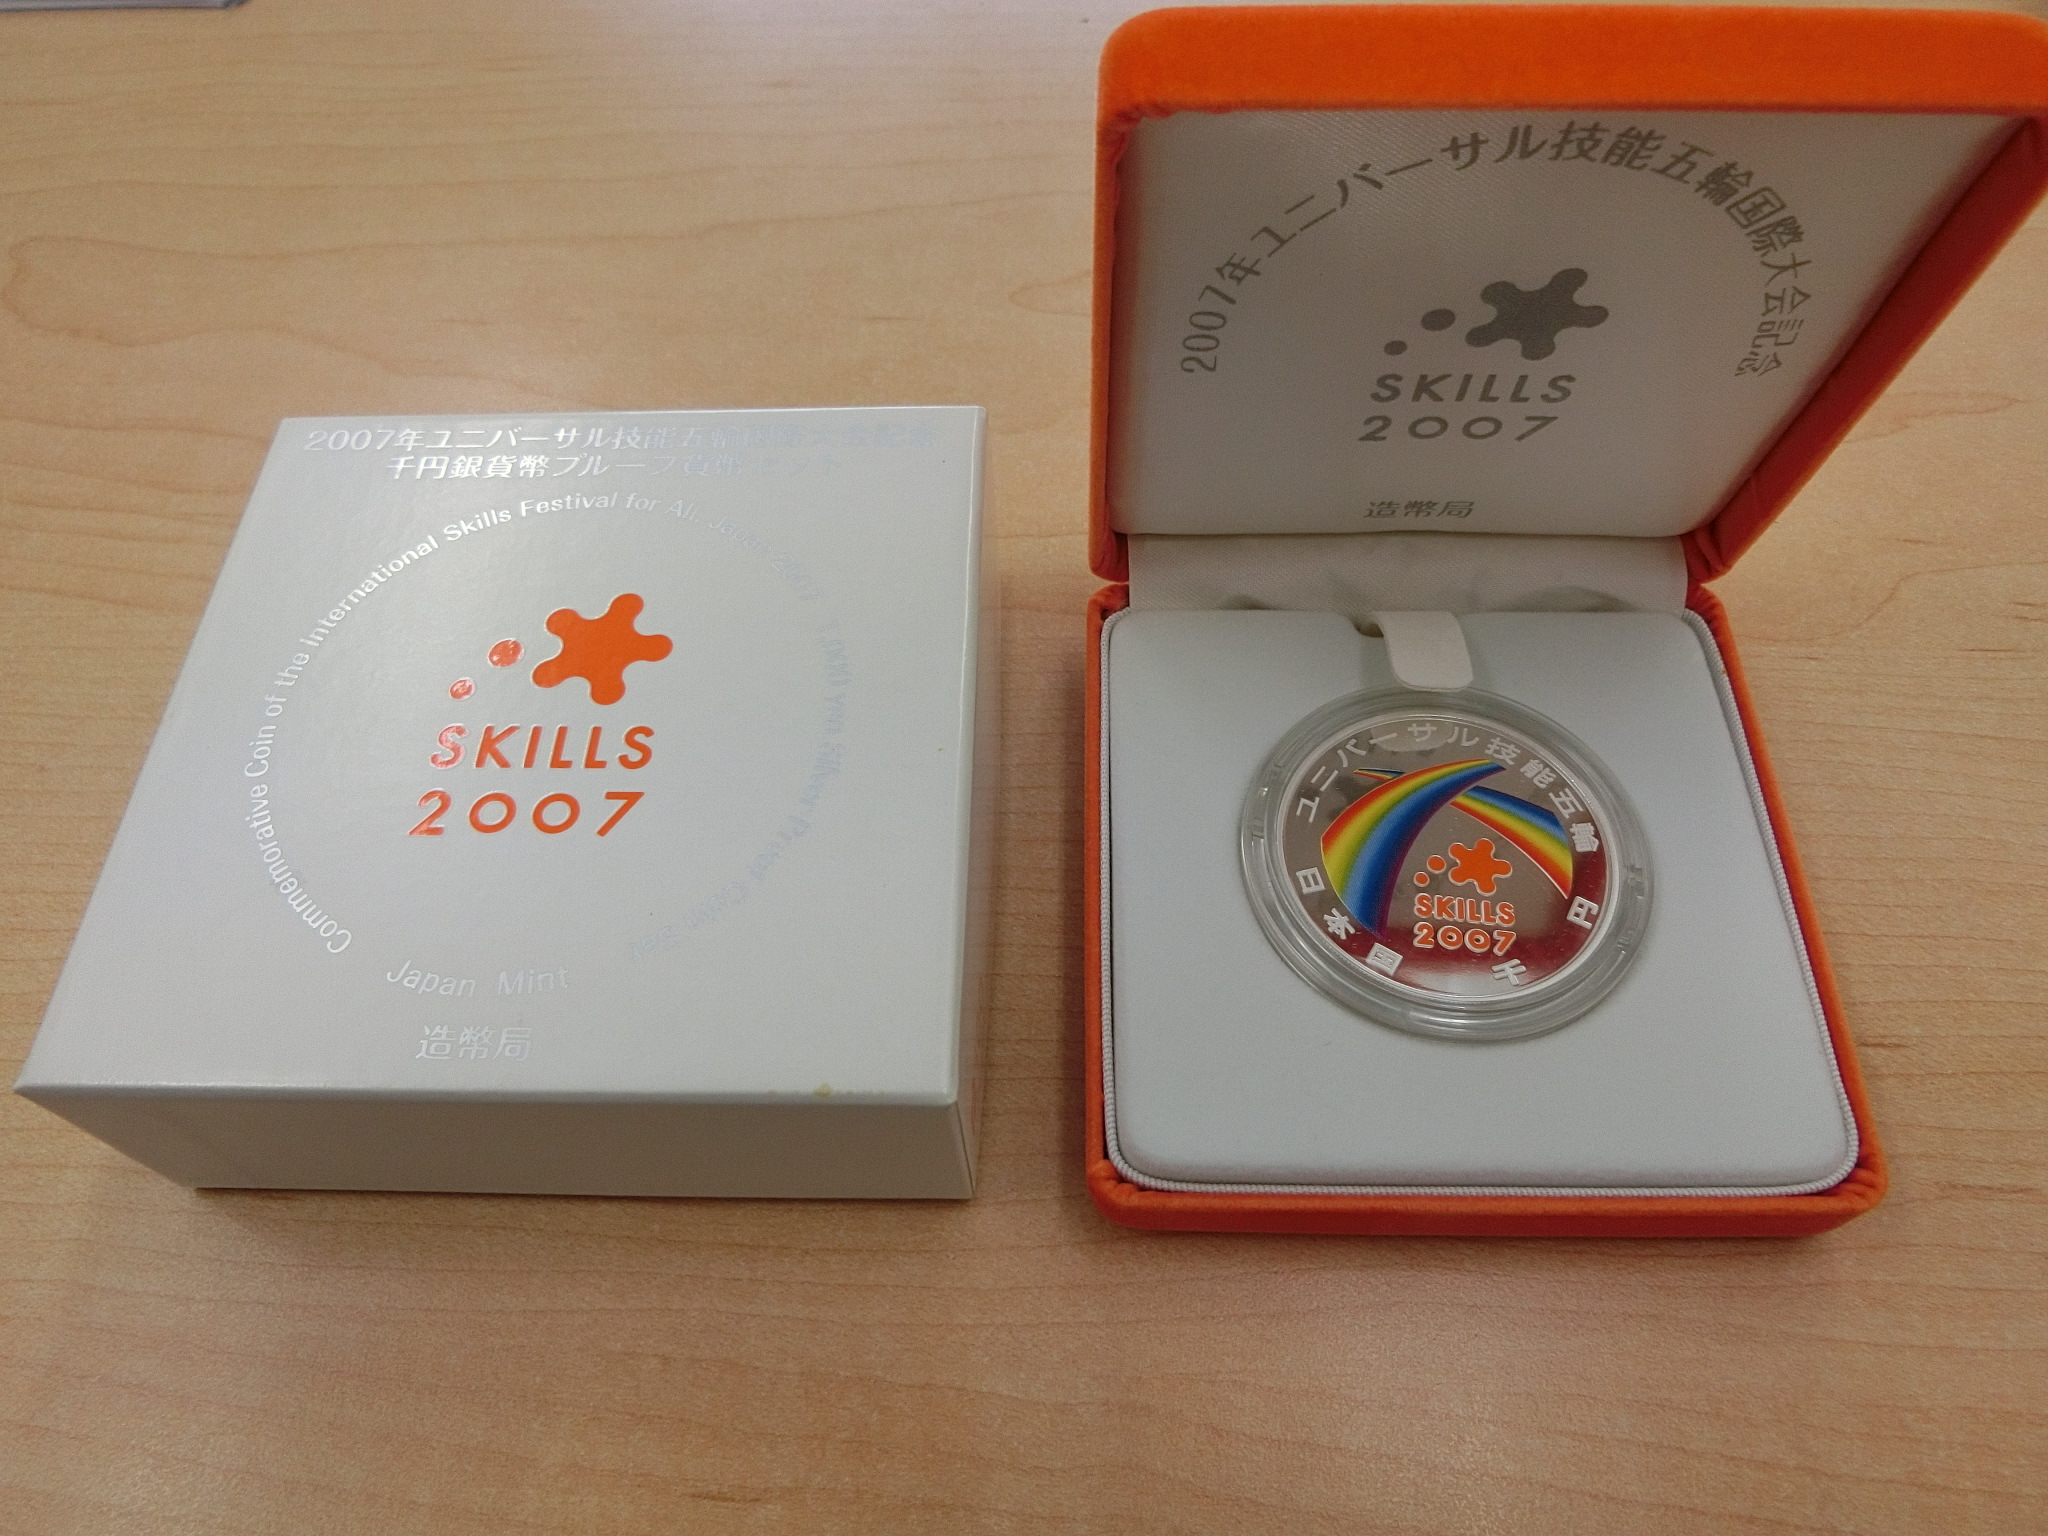 2007年ユニバーサル技能五輪国際大会記念
千円銀貨幣プルーフ貨幣セット
Commemorative Coin of the International Skills Festival for All, Japan 2007
SKILLS
2007
Japan Mint
造幣局
2007年ユニバーサル技能五輪国際大会記念
SKILLS
2007
造幣局
ユニバーサル技能五輪
SKILLS
2007
日本国
千円